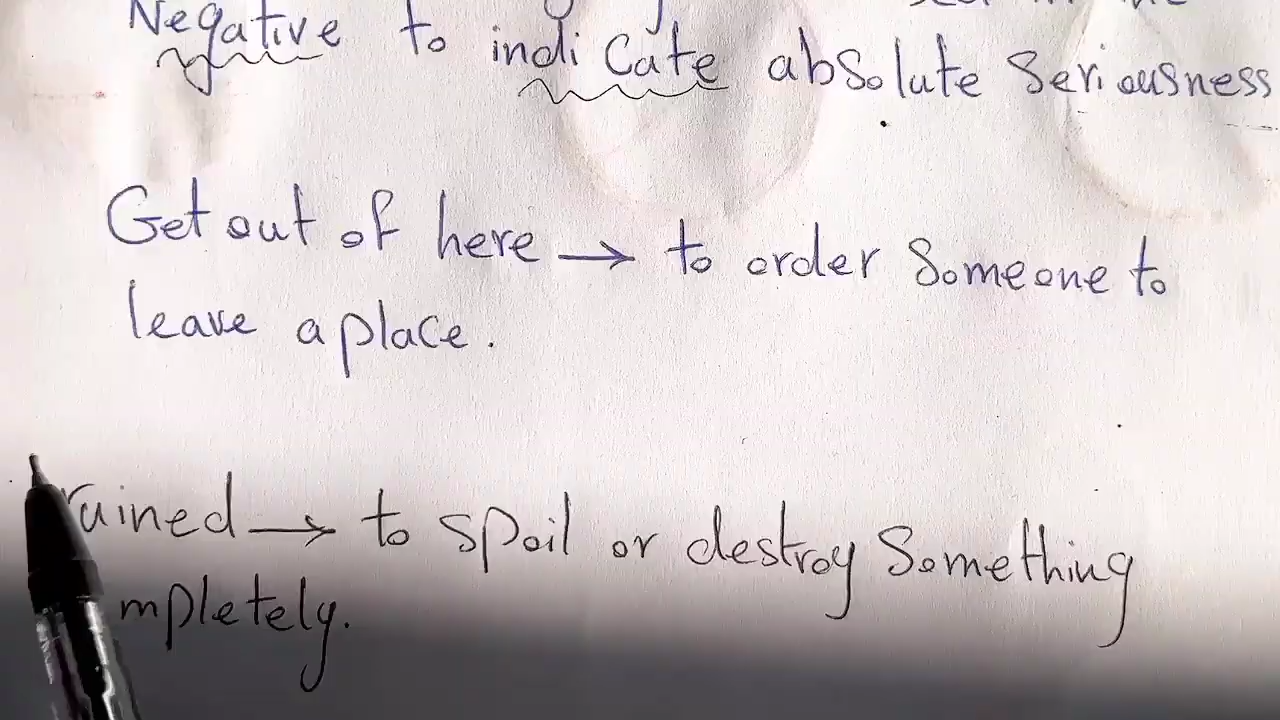 Negative to indicate absolute seriousness
Get out of here → to order someone to
leave a place.
ruined → to spoil or destroy something
mpletely.